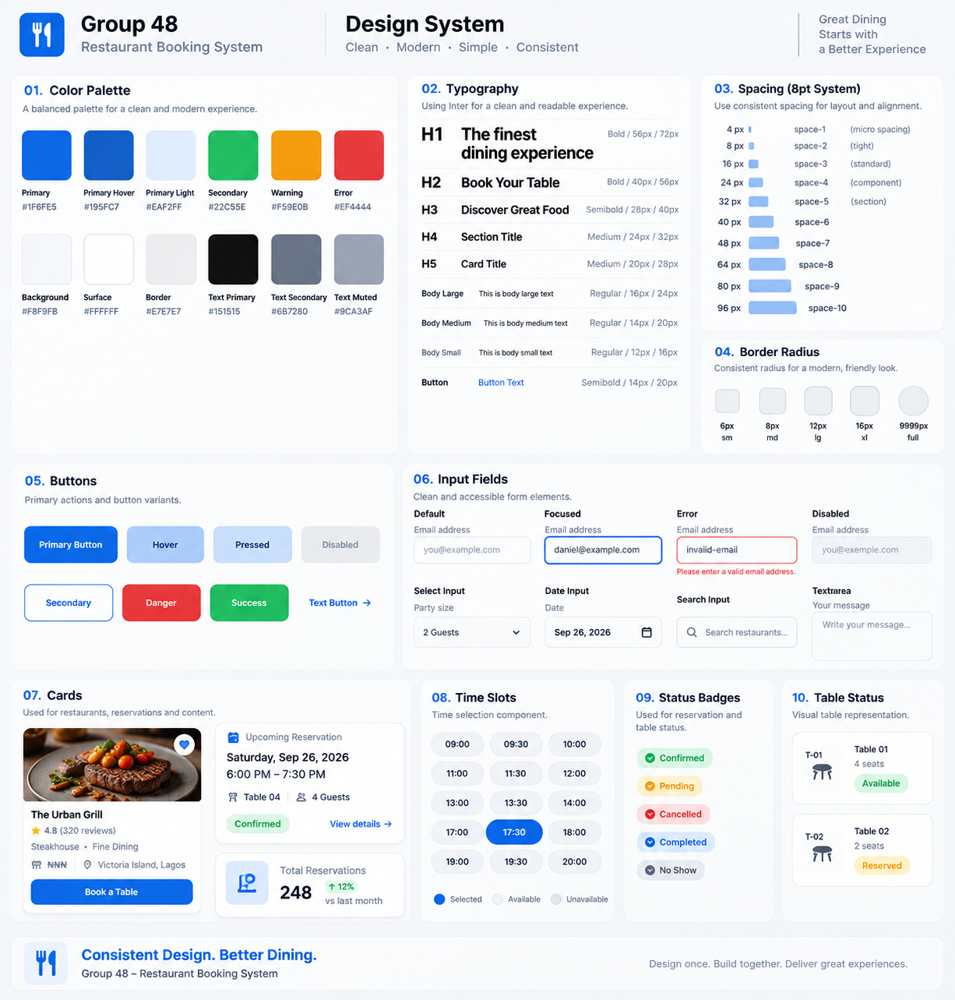 Group 48
Restaurant Booking System
Design System
Clean • Modern • Simple • Consistent
Great Dining
Starts with
a Better Experience
01. Color Palette
A balanced palette for a clean and modern experience.
Primary
#1F6FE5
Primary Hover
#195FC7
Primary Light
#EAF2FF
Secondary
#22C55E
Warning
#F59E0B
Error
#EF4444
Background
#F8F9FB
Surface
#FFFFFF
Border
#E7E7E7
Text Primary
#151515
Text Secondary
#6B7280
Text Muted
#9CA3AF
02. Typography
Using Inter for a clean and readable experience.
H1 The finest Bold / 56px / 72px
dining experience
H2 Book Your Table Bold / 40px / 56px
H3 Discover Great Food Semibold / 28px / 40px
H4 Section Title Medium / 24px / 32px
H5 Card Title Medium / 20px / 28px
Body Large This is body large text Regular / 16px / 24px
Body Medium This is body medium text Regular / 14px / 20px
Body Small This is body small text Regular / 12px / 16px
Button Button Text Semibold / 14px / 20px
03. Spacing (8pt System)
Use consistent spacing for layout and alignment.
4 px space-1 (micro spacing)
8 px space-2 (tight)
16 px space-3 (standard)
24 px space-4 (component)
32 px space-5 (section)
40 px space-6
48 px space-7
64 px space-8
80 px space-9
96 px space-10
04. Border Radius
Consistent radius for a modern, friendly look.
6px 8px 12px 16px 9999px
sm md lg xl full
05. Buttons
Primary actions and button variants.
Primary Button Hover Pressed Disabled
Secondary Danger Success Text Button →
06. Input Fields
Clean and accessible form elements.
Default
Email address
you@example.com
Focused
Email address
daniel@example.com
Error
Email address
invaiid-email
Please enter a valid email address.
Disabled
Email address
you@exemple.com
Select Input
Party size
2 Guests
Date Input
Date
Sep 26, 2026
Search Input
Search restaurants...
Textrarea
Your message
Write your message...
07. Cards
Used for restaurants, reservations and content.
The Urban Grill
4.8 (320 reviews)
Steakhouse • Fine Dining
NNN Victoria Island, Lagos
Book a Table
Upcoming Reservation
Saturday, Sep 26, 2026
6:00 PM – 7:30 PM
Table 04 4 Guests
Confirmed View details →
Total Reservations
248 ↑ 12%
vs last month
08. Time Slots
Time selection component.
09:00 09:30 10:00
11:00 11:30 12:00
13:00 13:30 14:00
17:00 17:30 18:00
19:00 19:30 20:00
Selected Available Unavailable
09. Status Badges
Used for reservation and
table status.
Confirmed
Pending
Cancelled
Completed
No Show
10. Table Status
Visual table representation.
T-01
Table 01
4 seats
Available
T-02
Table 02
2 seats
Reserved
Consistent Design. Better Dining.
Group 48 – Restaurant Booking System
Design once. Build together. Deliver great experiences.